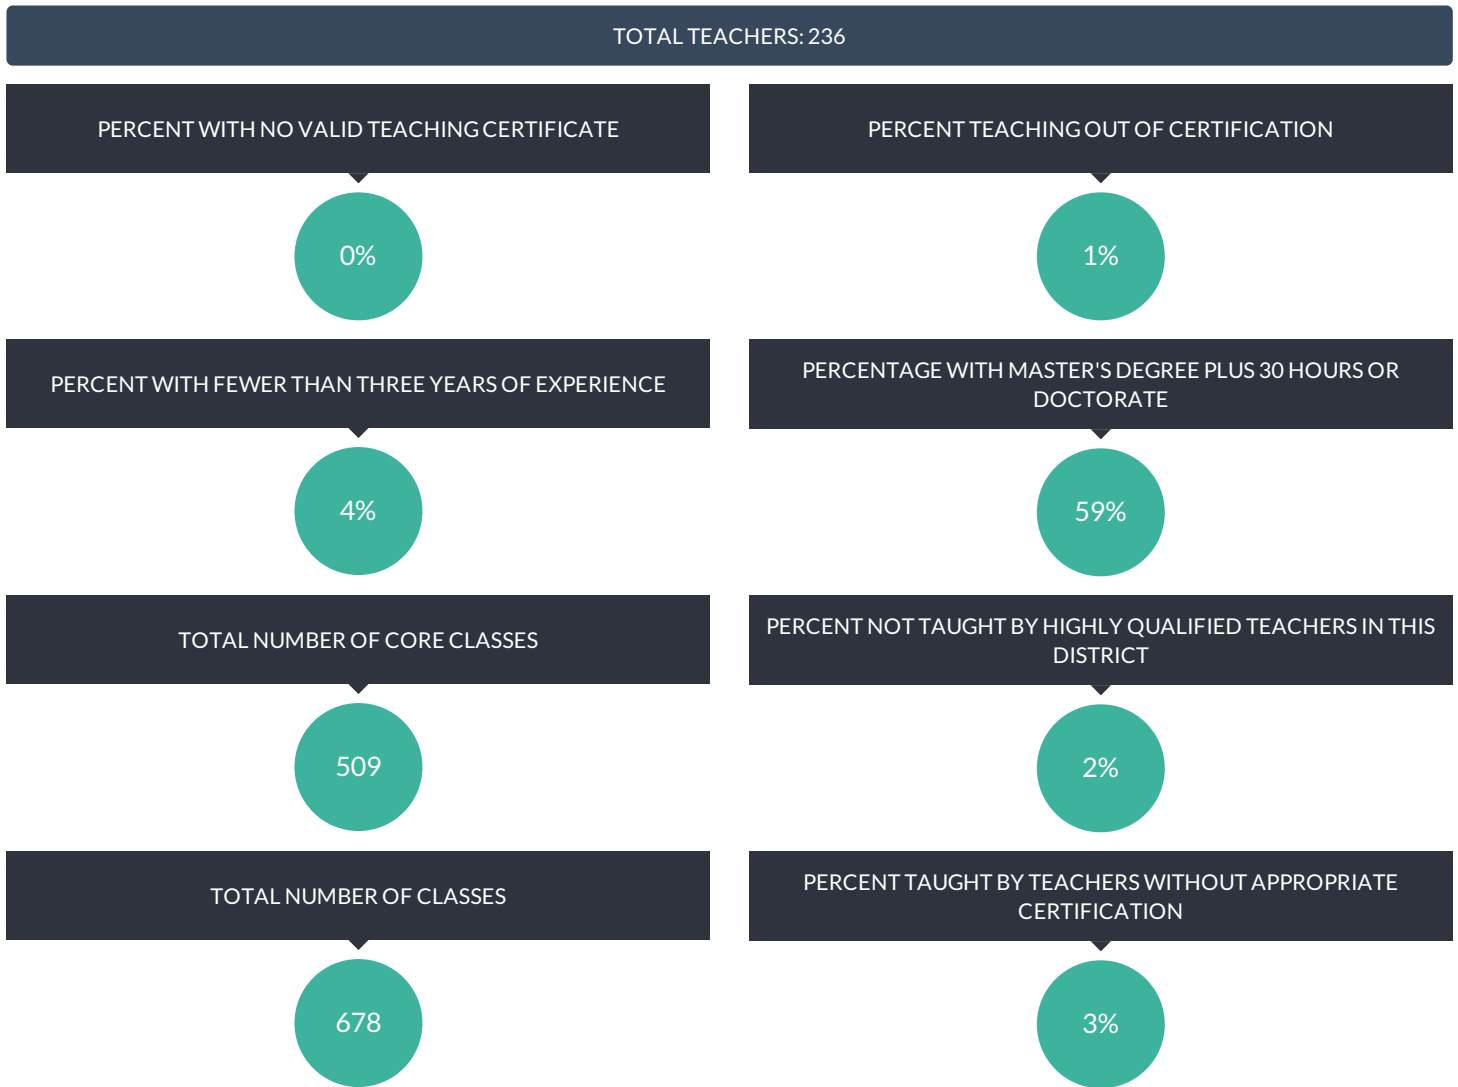 TOTAL TEACHERS: 236
PERCENT WITH NO VALID TEACHING CERTIFICATE
0%
PERCENT TEACHING OUT OF CERTIFICATION
1%
PERCENT WITH FEWER THAN THREE YEARS OF EXPERIENCE
4%
PERCENTAGE WITH MASTER'S DEGREE PLUS 30 HOURS OR
DOCTORATE
59%
TOTAL NUMBER OF CORE CLASSES
509
PERCENT NOT TAUGHT BY HIGHLY QUALIFIED TEACHERS IN THIS
DISTRICT
2%
TOTAL NUMBER OF CLASSES
678
PERCENT TAUGHT BY TEACHERS WITHOUT APPROPRIATE
CERTIFICATION
3%